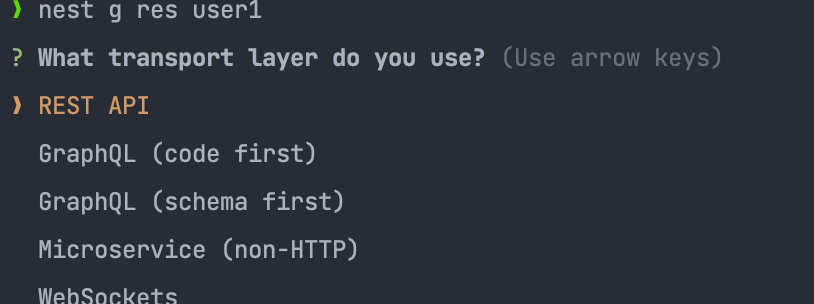 ❯ nest g res user1
? What transport layer do you use? (Use arrow keys)
❯ REST API
GraphQL (code first)
GraphQL (schema first)
Microservice (non-HTTP)
WebSockets